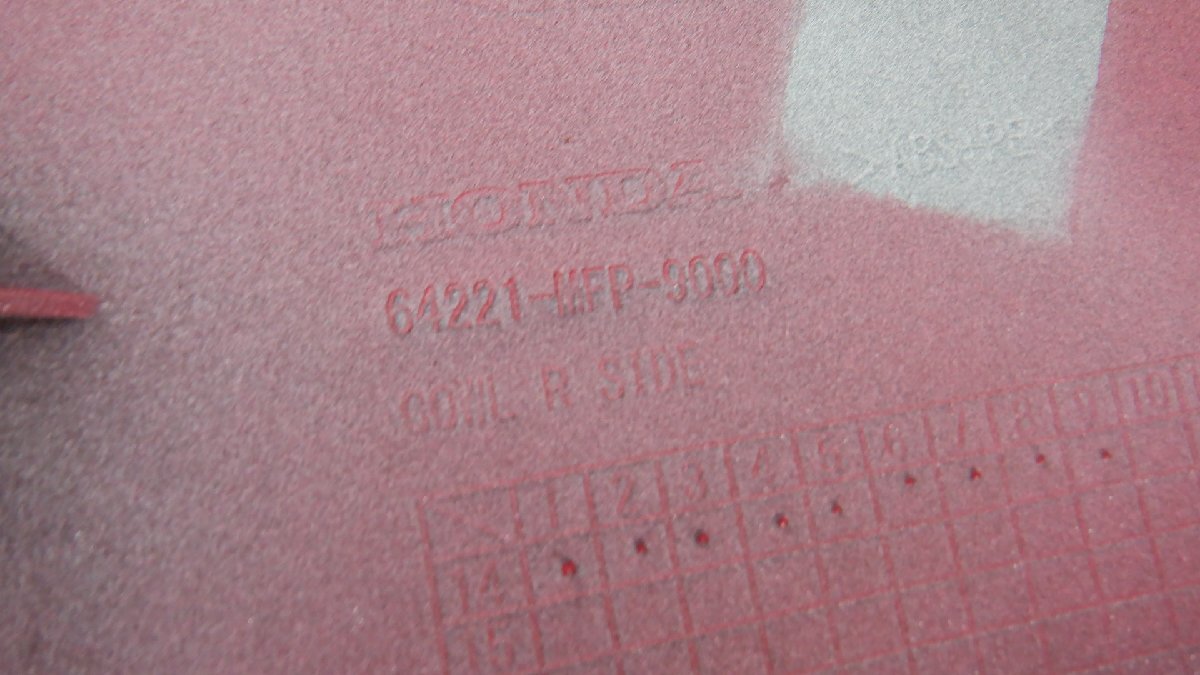 HONDA
64221-MFP-9000
COWL R SIDE
1 2 3 4 5 6 7 8 9 10
14
15